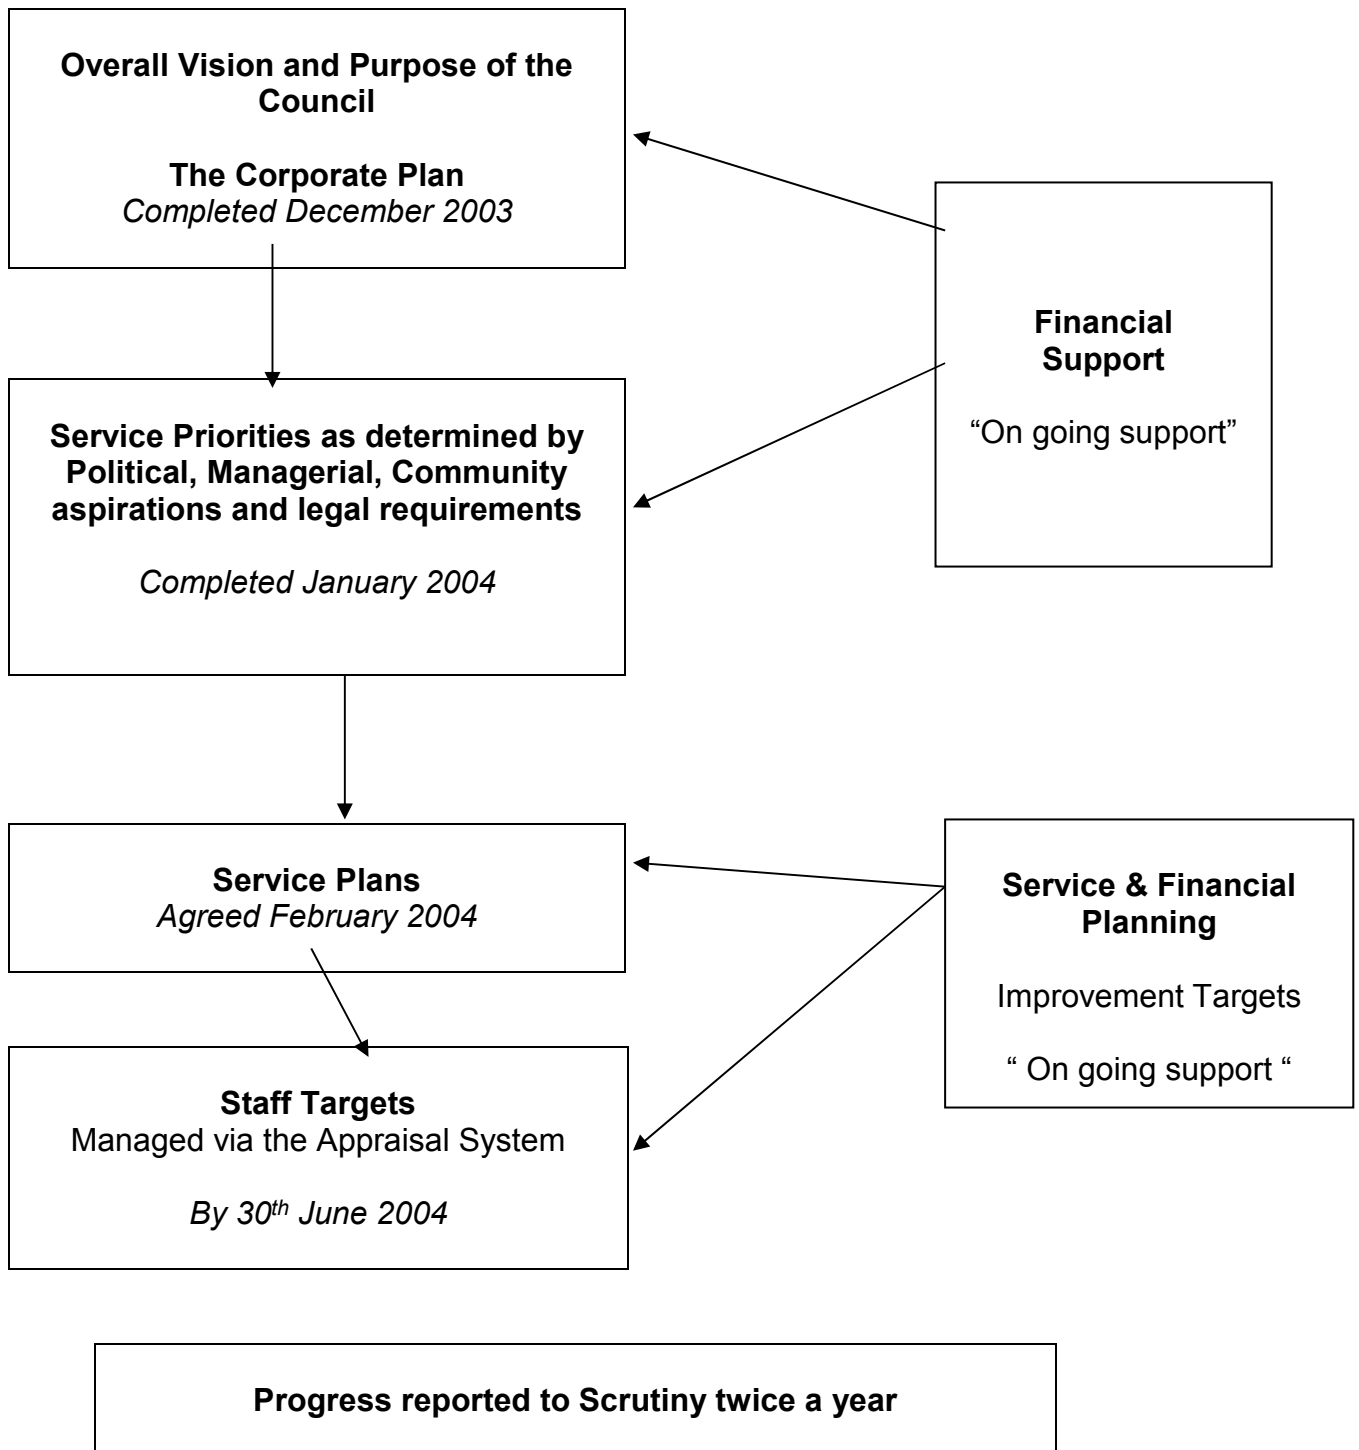 Overall Vision and Purpose of the
Council
The Corporate Plan
Completed December 2003
Financial
Support
“On going support”
Service Priorities as determined by
Political, Managerial, Community
aspirations and legal requirements
Completed January 2004
Service Plans
Agreed February 2004
Service & Financial
Planning
Improvement Targets
“ On going support “
Staff Targets
Managed via the Appraisal System
By 30th June 2004
Progress reported to Scrutiny twice a year